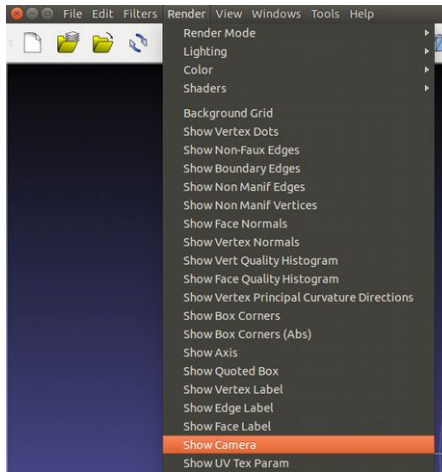 File Edit Filters Render View Windows Tools Help
Render Mode
Lighting
Color
Shaders
Background Grid
Show Vertex Dots
Show Non-Faux Edges
Show Boundary Edges
Show Non Manif Edges
Show Non Manif Vertices
Show Face Normals
Show Vertex Normals
Show Vert Quality Histogram
Show Face Quality Histogram
Show Vertex Principal Curvature Directions
Show Box Corners
Show Box Corners (Abs)
Show Axis
Show Quoted Box
Show Vertex Label
Show Edge Label
Show Face Label
Show Camera
Show UV Tex Param